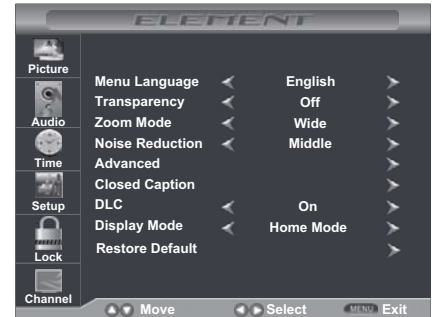 ELEMENT
Picture
Audio
Time
Setup
Lock
Channel
Menu Language English
Transparency Off
Zoom Mode Wide
Noise Reduction Middle
Advanced
Closed Caption
DLC On
Display Mode Home Mode
Restore Default
Move Select MENU Exit